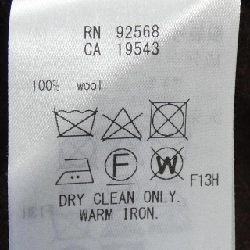 RN 92568
CA 19543
100% wool
F W F13H
DRY CLEAN ONLY.
WARM IRON.